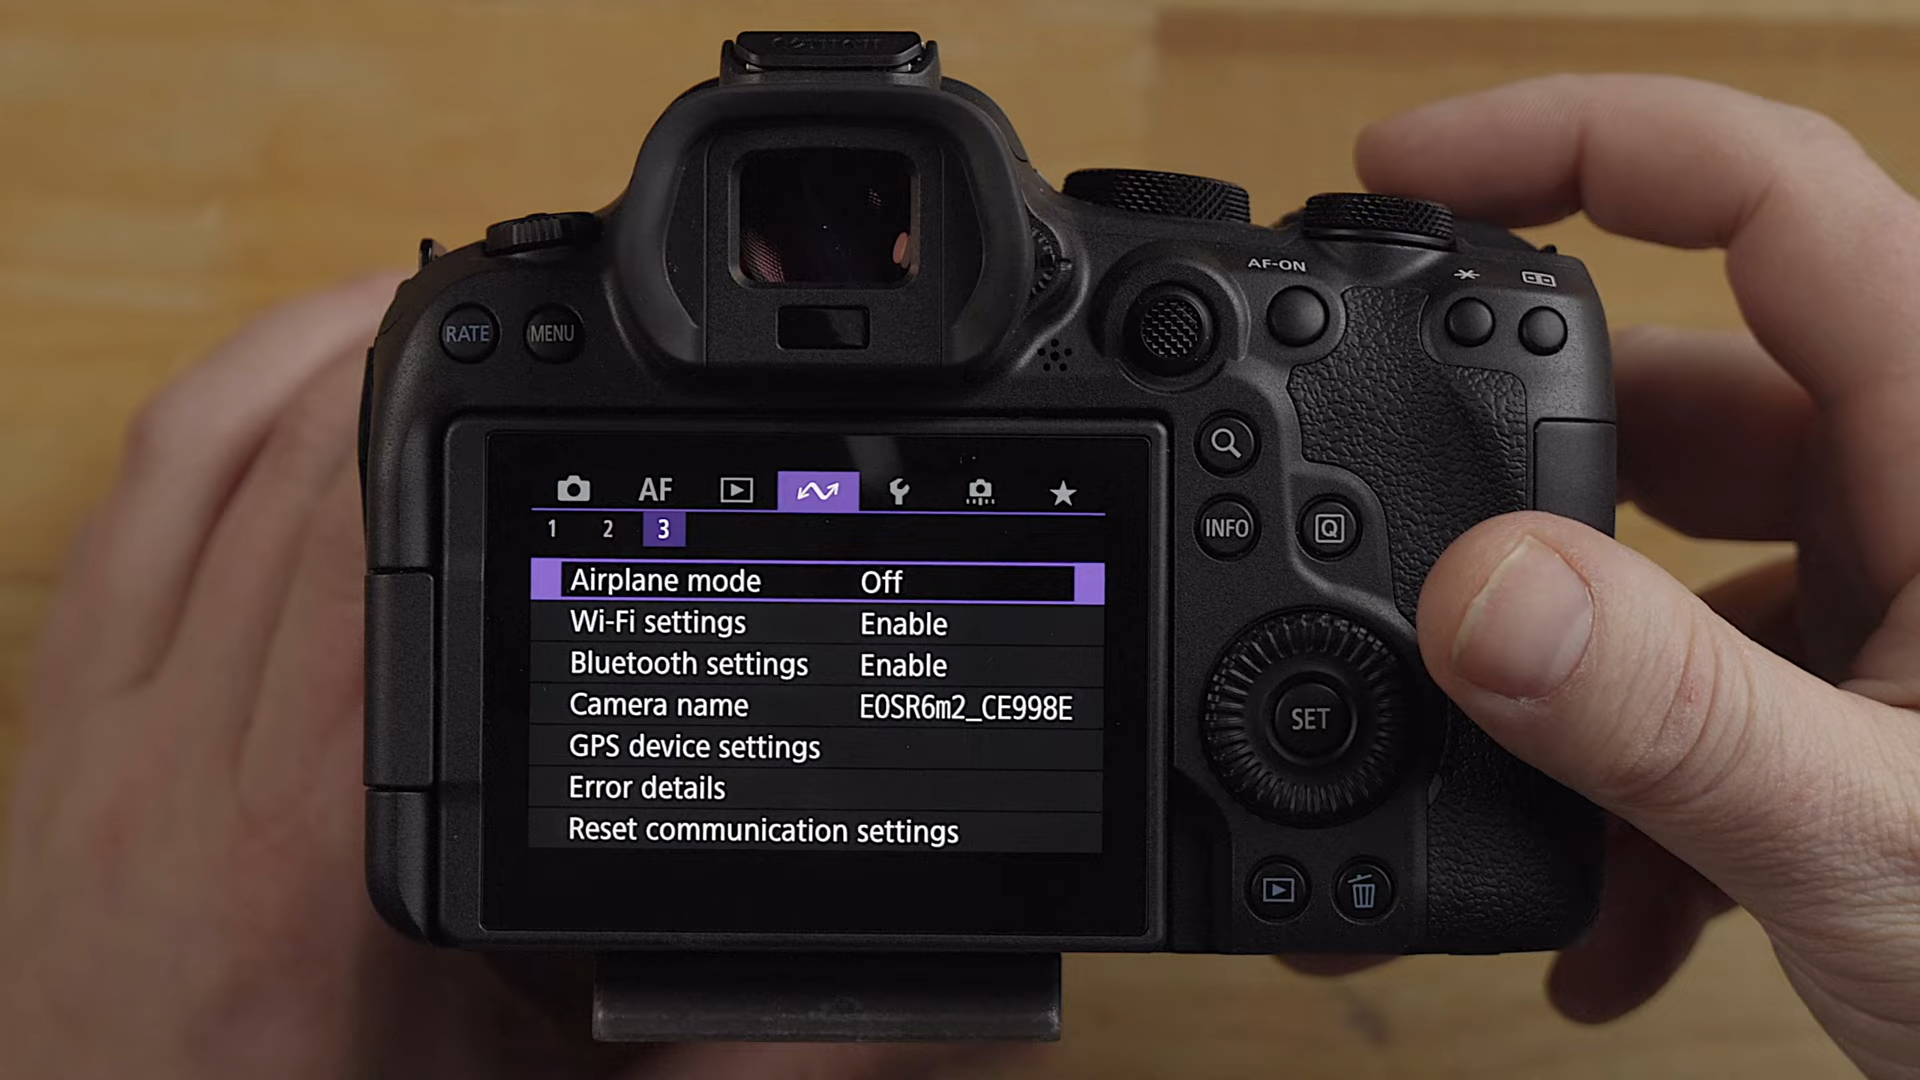 AF-ON
RATE MENU
AF
1 2 3
Airplane mode Off
Wi-Fi settings Enable
Bluetooth settings Enable
Camera name EOSR6m2_CE998E
GPS device settings
Error details
Reset communication settings
INFO Q
SET